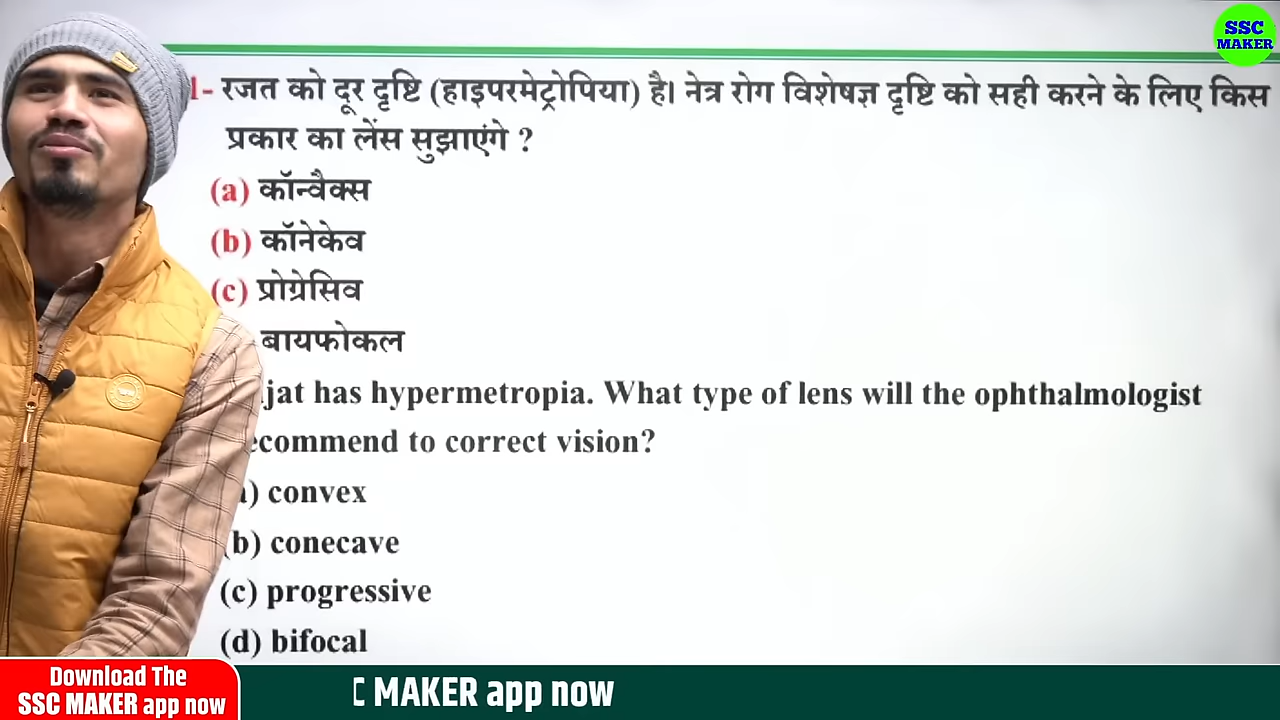 SSC
MAKER
1- रजत को दूर दृष्टि (हाइपरमेट्रोपिया) है। नेत्र रोग विशेषज्ञ दृष्टि को सही करने के लिए किस
प्रकार का लेंस सुझाएंगे ?
(a) कॉन्वैक्स
(b) कॉनेकेव
(c) प्रोग्रेसिव
बायफोकल
jat has hypermetropia. What type of lens will the ophthalmologist
ecommend to correct vision?
a) convex
(b) conecave
(c) progressive
(d) bifocal
Download The
SSC MAKER app now
C MAKER app now